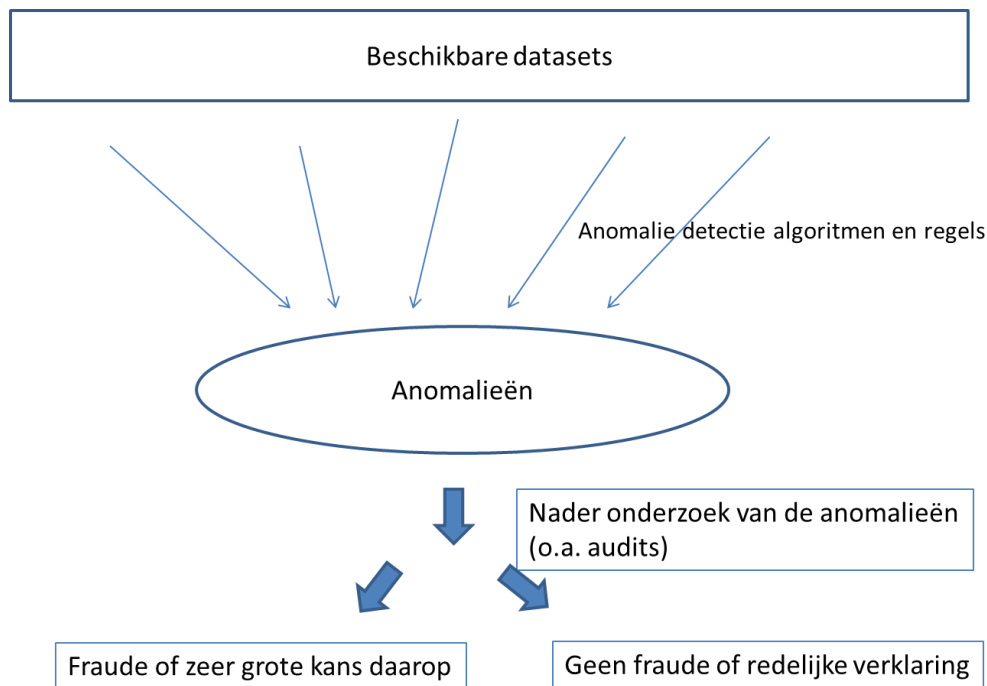 Beschikbare datasets
Anomalie detectie algoritmen en regels
Anomalieën
Nader onderzoek van de anomalieën
(o.a. audits)
Fraude of zeer grote kans daarop
Geen fraude of redelijke verklaring